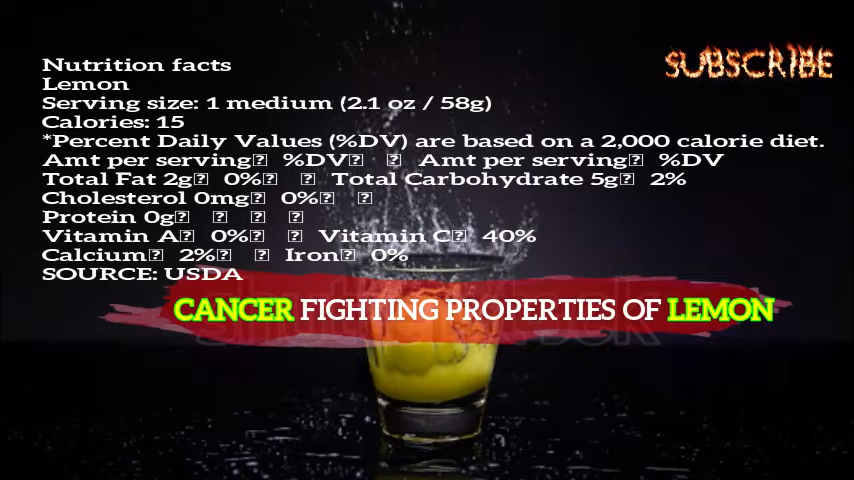 SUBSCRIBE
Nutrition facts
Lemon
Serving size: 1 medium (2.1 oz / 58g)
Calories: 15
*Percent Daily Values (%DV) are based on a 2,000 calorie diet.
Amt per serving %DV Amt per serving %DV
Total Fat 2g 0% Total Carbohydrate 5g 2%
Cholesterol 0mg 0%
Protein 0g
Vitamin A 0% Vitamin C 40%
Calcium 2% Iron 0%
SOURCE: USDA
CANCER FIGHTING PROPERTIES OF LEMON